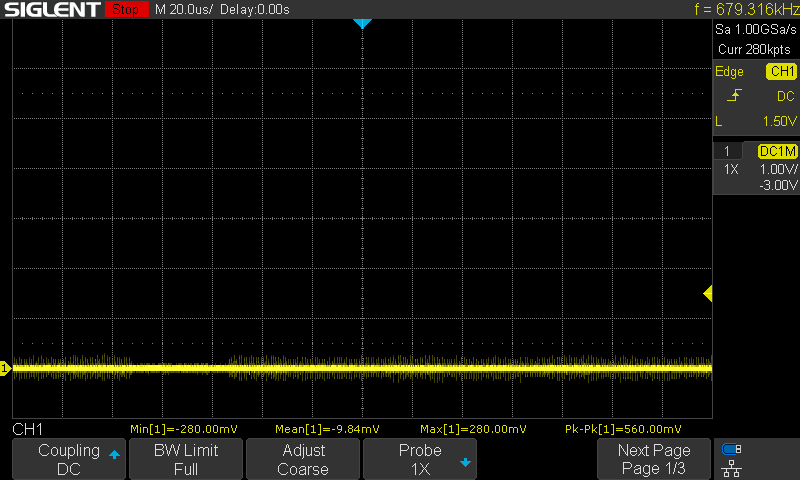 SIGLENT Stop M 20.0us/ Delay:0.00s f = 679.316kHz
Sa 1.00GSa/s
Curr 280kpts
Edge CH1
DC
L 1.50V
1 DC1M
1X 1.00V/
-3.00V
1
CH1 Min[1]=-280.00mV Mean[1]=-9.84mV Max[1]=280.00mV Pk-Pk[1]=560.00mV
Coupling BW Limit Adjust Probe Next Page
DC Full Coarse 1X Page 1/3